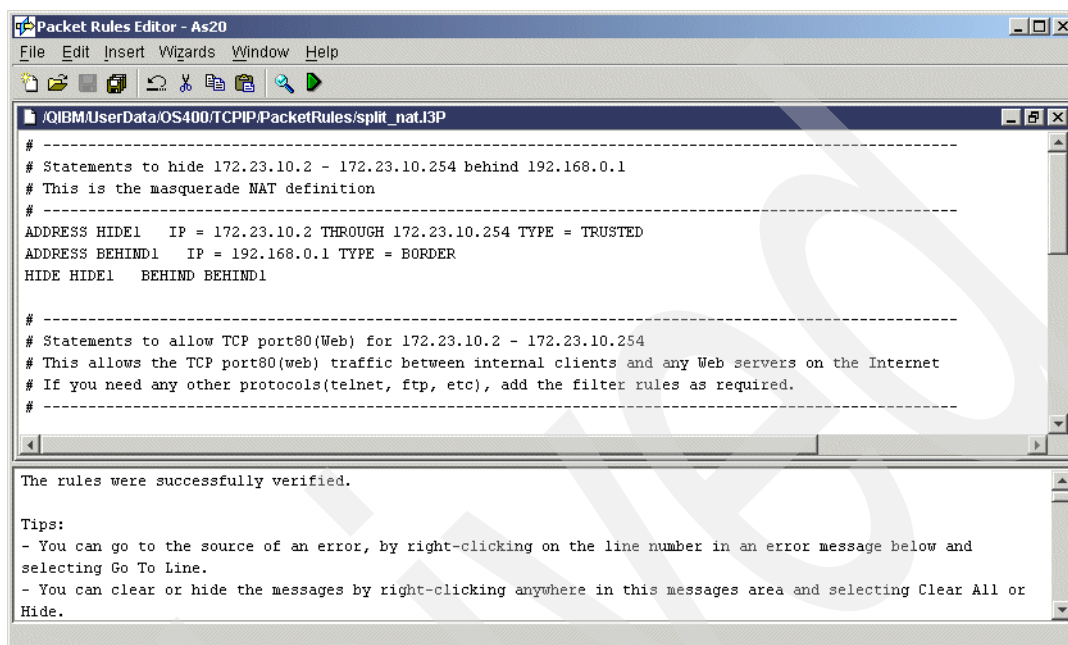 Packet Rules Editor - As20
File Edit Insert Wizards Window Help
/QIBM/UserData/OS400/TCPIP/PacketRules/split_nat.I3P
# ------------------------------------------------------------------------------------------------------
# Statements to hide 172.23.10.2 - 172.23.10.254 behind 192.168.0.1
# This is the masquerade NAT definition
# ------------------------------------------------------------------------------------------------------
ADDRESS HIDE1 IP = 172.23.10.2 THROUGH 172.23.10.254 TYPE = TRUSTED
ADDRESS BEHIND1 IP = 192.168.0.1 TYPE = BORDER
HIDE HIDE1 BEHIND BEHIND1
# ------------------------------------------------------------------------------------------------------
# Statements to allow TCP port80(Web) for 172.23.10.2 - 172.23.10.254
# This allows the TCP port80(web) traffic between internal clients and any Web servers on the Internet
# If you need any other protocols(telnet, ftp, etc), add the filter rules as required.
# ------------------------------------------------------------------------------------------------------
The rules were successfully verified.
Tips:
- You can go to the source of an error, by right-clicking on the line number in an error message below and
selecting Go To Line.
- You can clear or hide the messages by right-clicking anywhere in this messages area and selecting Clear All or
Hide.